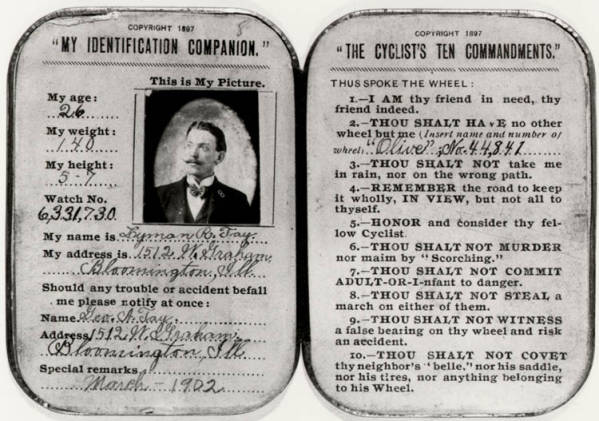 COPYRIGHT 1897
"MY IDENTIFICATION COMPANION."
This is My Picture.
My age:
26
My weight:
140
My height:
5-7
Watch No.
6,331,730
My name is Lyman R. Fay.
My address is 1512 W. Graham,
Bloomington, Ill.
Should any trouble or accident befall
me please notify at once:
Name Geo. A. Fay.
Address 1512 W. Graham.
Bloomington, Ill
Special remarks
March - 1902
COPYRIGHT 1897
"THE CYCLIST'S TEN COMMANDMENTS."
THUS SPOKE THE WHEEL:
1.—I AM thy friend in need, thy
friend indeed.
2.—THOU SHALT HAvE no other
wheel but me (Insert name and number of
wheel: "Olive" No. 44,841
3.—THOU SHALT NOT take me
in rain, nor on the wrong path.
4.—REMEMBER the road to keep
it wholly, IN VIEW, but not all to
thyself.
5.—HONOR and consider thy fel-
low Cyclist.
6.—THOU SHALT NOT MURDER
nor maim by "Scorching."
7.—THOU SHALT NOT COMMIT
ADULT-OR-I-nfant to danger.
8.—THOU SHALT NOT STEAL a
march on either of them.
9.—THOU SHALT NOT WITNESS
a false bearing on thy wheel and risk
an accident.
10.—THOU SHALT NOT COVET
thy neighbor's "belle," nor his saddle,
nor his tires, nor anything belonging
to his Wheel.